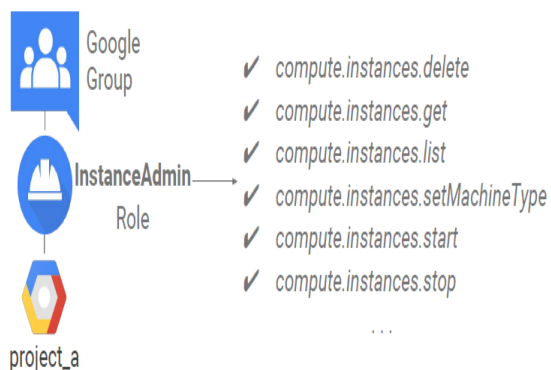 Google
Group
InstanceAdmin
Role
project_a
✔ compute.instances.delete
✔ compute.instances.get
✔ compute.instances.list
✔ compute.instances.setMachineType
✔ compute.instances.start
✔ compute.instances.stop
...